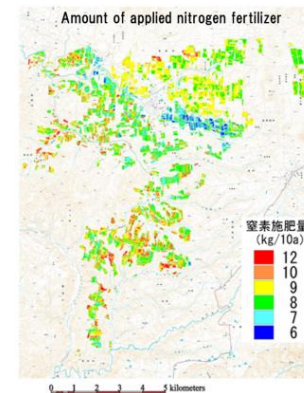 Amount of applied nitrogen fertilizer
窒素施肥量
(kg/10a)
12
10
9
8
7
6
0 1 2 3 4 5 kilometers